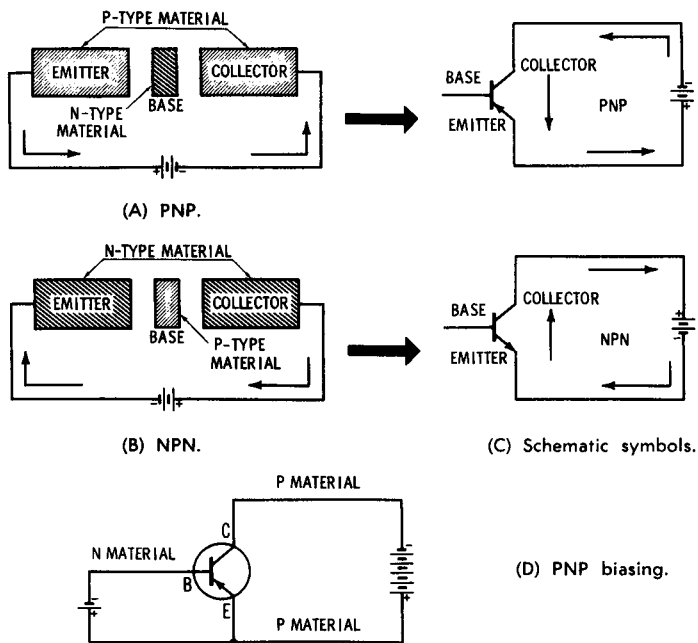 P-TYPE MATERIAL
EMITTER
COLLECTOR
N-TYPE
MATERIAL
BASE
+ -
(A) PNP.
BASE
COLLECTOR
PNP
EMITTER
-
+
N-TYPE MATERIAL
EMITTER
COLLECTOR
BASE
P-TYPE
MATERIAL
- +
(B) NPN.
BASE
COLLECTOR
NPN
EMITTER
+
-
(C) Schematic symbols.
P MATERIAL
C
N MATERIAL
B
E
-
+
-
+
P MATERIAL
(D) PNP biasing.